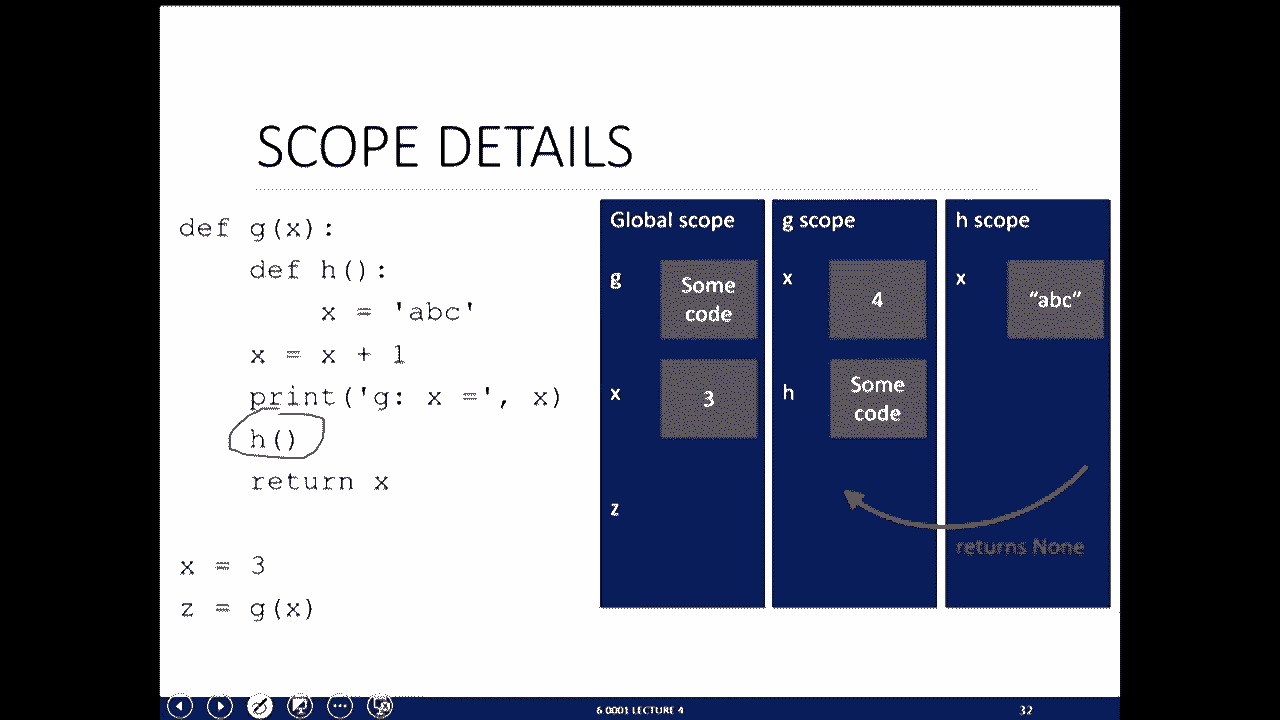 SCOPE DETAILS
def g(x):
    def h():
        x = 'abc'
    x = x + 1
    print('g: x =', x)
    h()
    return x
x = 3
z = g(x)
Global scope
g
Some
code
x
3
z
g scope
x
4
h
Some
code
h scope
x
“abc”
returns None
6.0001 LECTURE 4
32